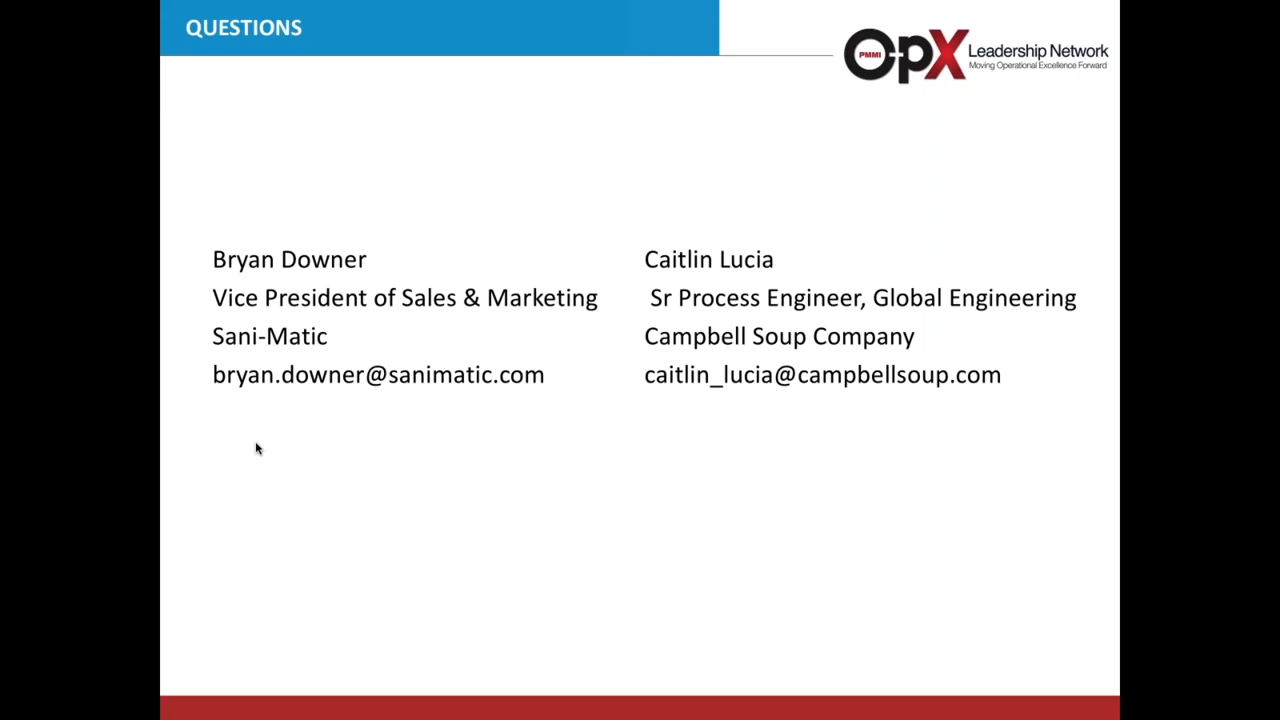 QUESTIONS
PMMI
OpX
Leadership Network
Moving Operational Excellence Forward
Bryan Downer
Vice President of Sales & Marketing
Sani-Matic
bryan.downer@sanimatic.com
Caitlin Lucia
Sr Process Engineer, Global Engineering
Campbell Soup Company
caitlin_lucia@campbellsoup.com